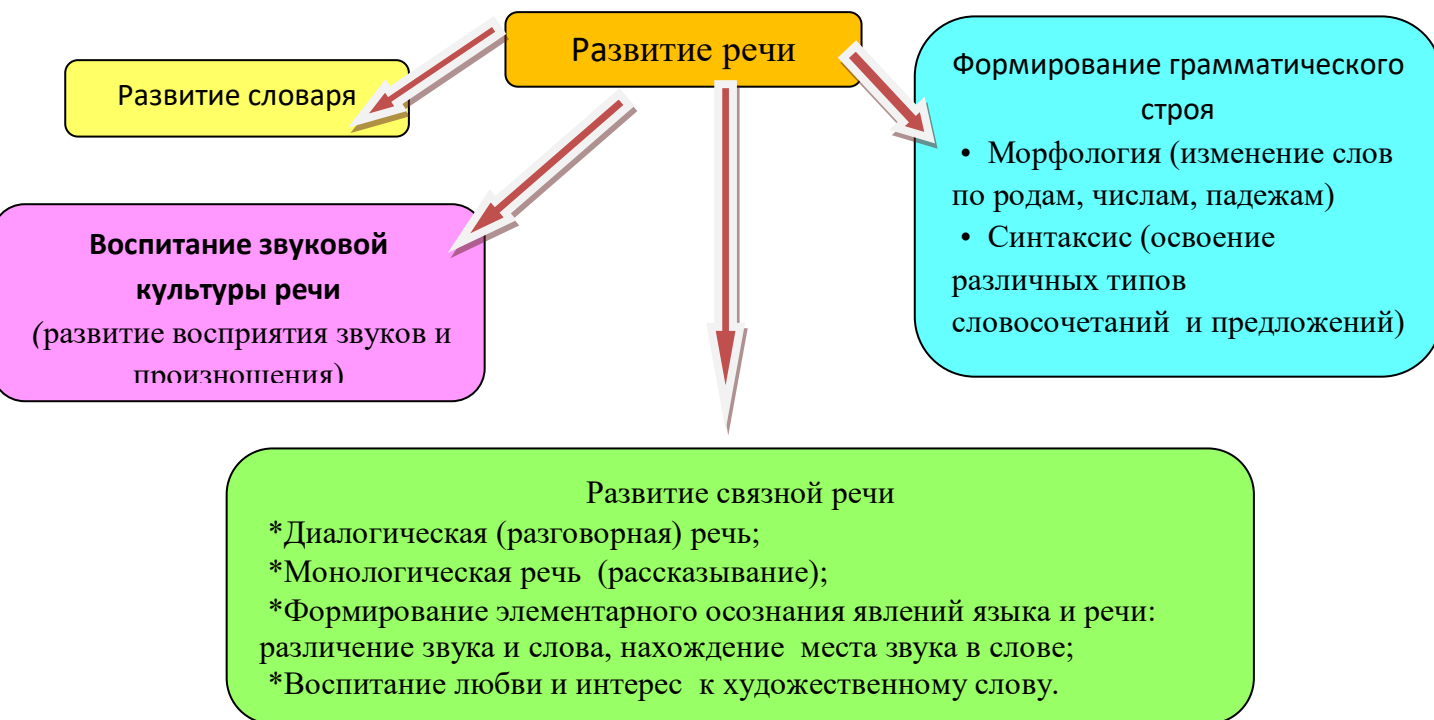 Развитие речи
Развитие словаря
Формирование грамматического
строя
• Морфология (изменение слов
по родам, числам, падежам)
• Синтаксис (освоение
различных типов
словосочетаний и предложений)
Воспитание звуковой
культуры речи
(развитие восприятия звуков и
произношения)
Развитие связной речи
*Диалогическая (разговорная) речь;
*Монологическая речь (рассказывание);
*Формирование элементарного осознания явлений языка и речи:
различение звука и слова, нахождение места звука в слове;
*Воспитание любви и интерес к художественному слову.